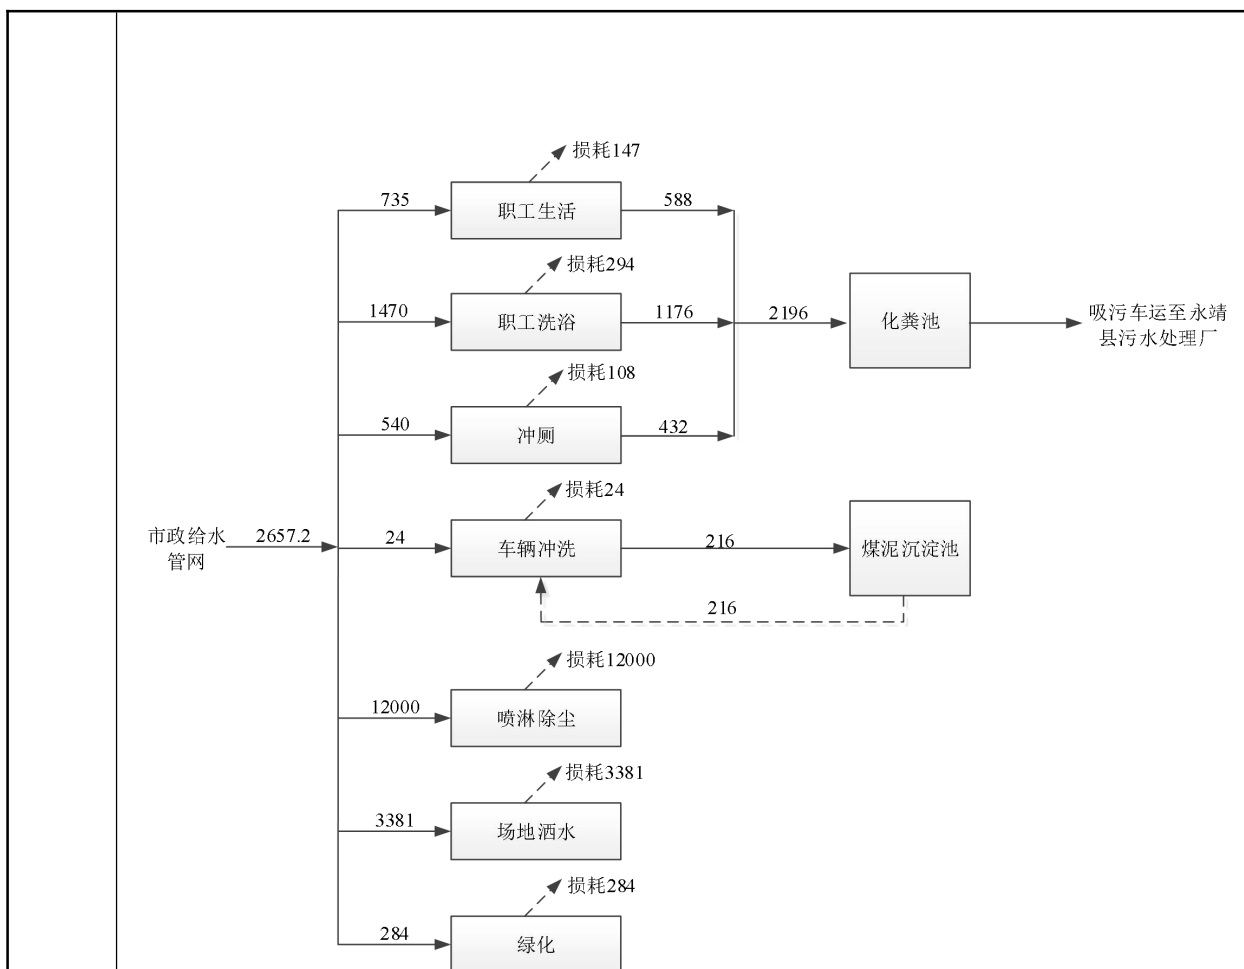 损耗147
735
职工生活
588
损耗294
1470
职工洗浴
1176
2196
化粪池
吸污车运至永靖
县污水处理厂
损耗108
540
冲厕
432
损耗24
市政给水
管网
2657.2
24
车辆冲洗
216
煤泥沉淀池
216
损耗12000
12000
喷淋除尘
损耗3381
3381
场地洒水
损耗284
284
绿化